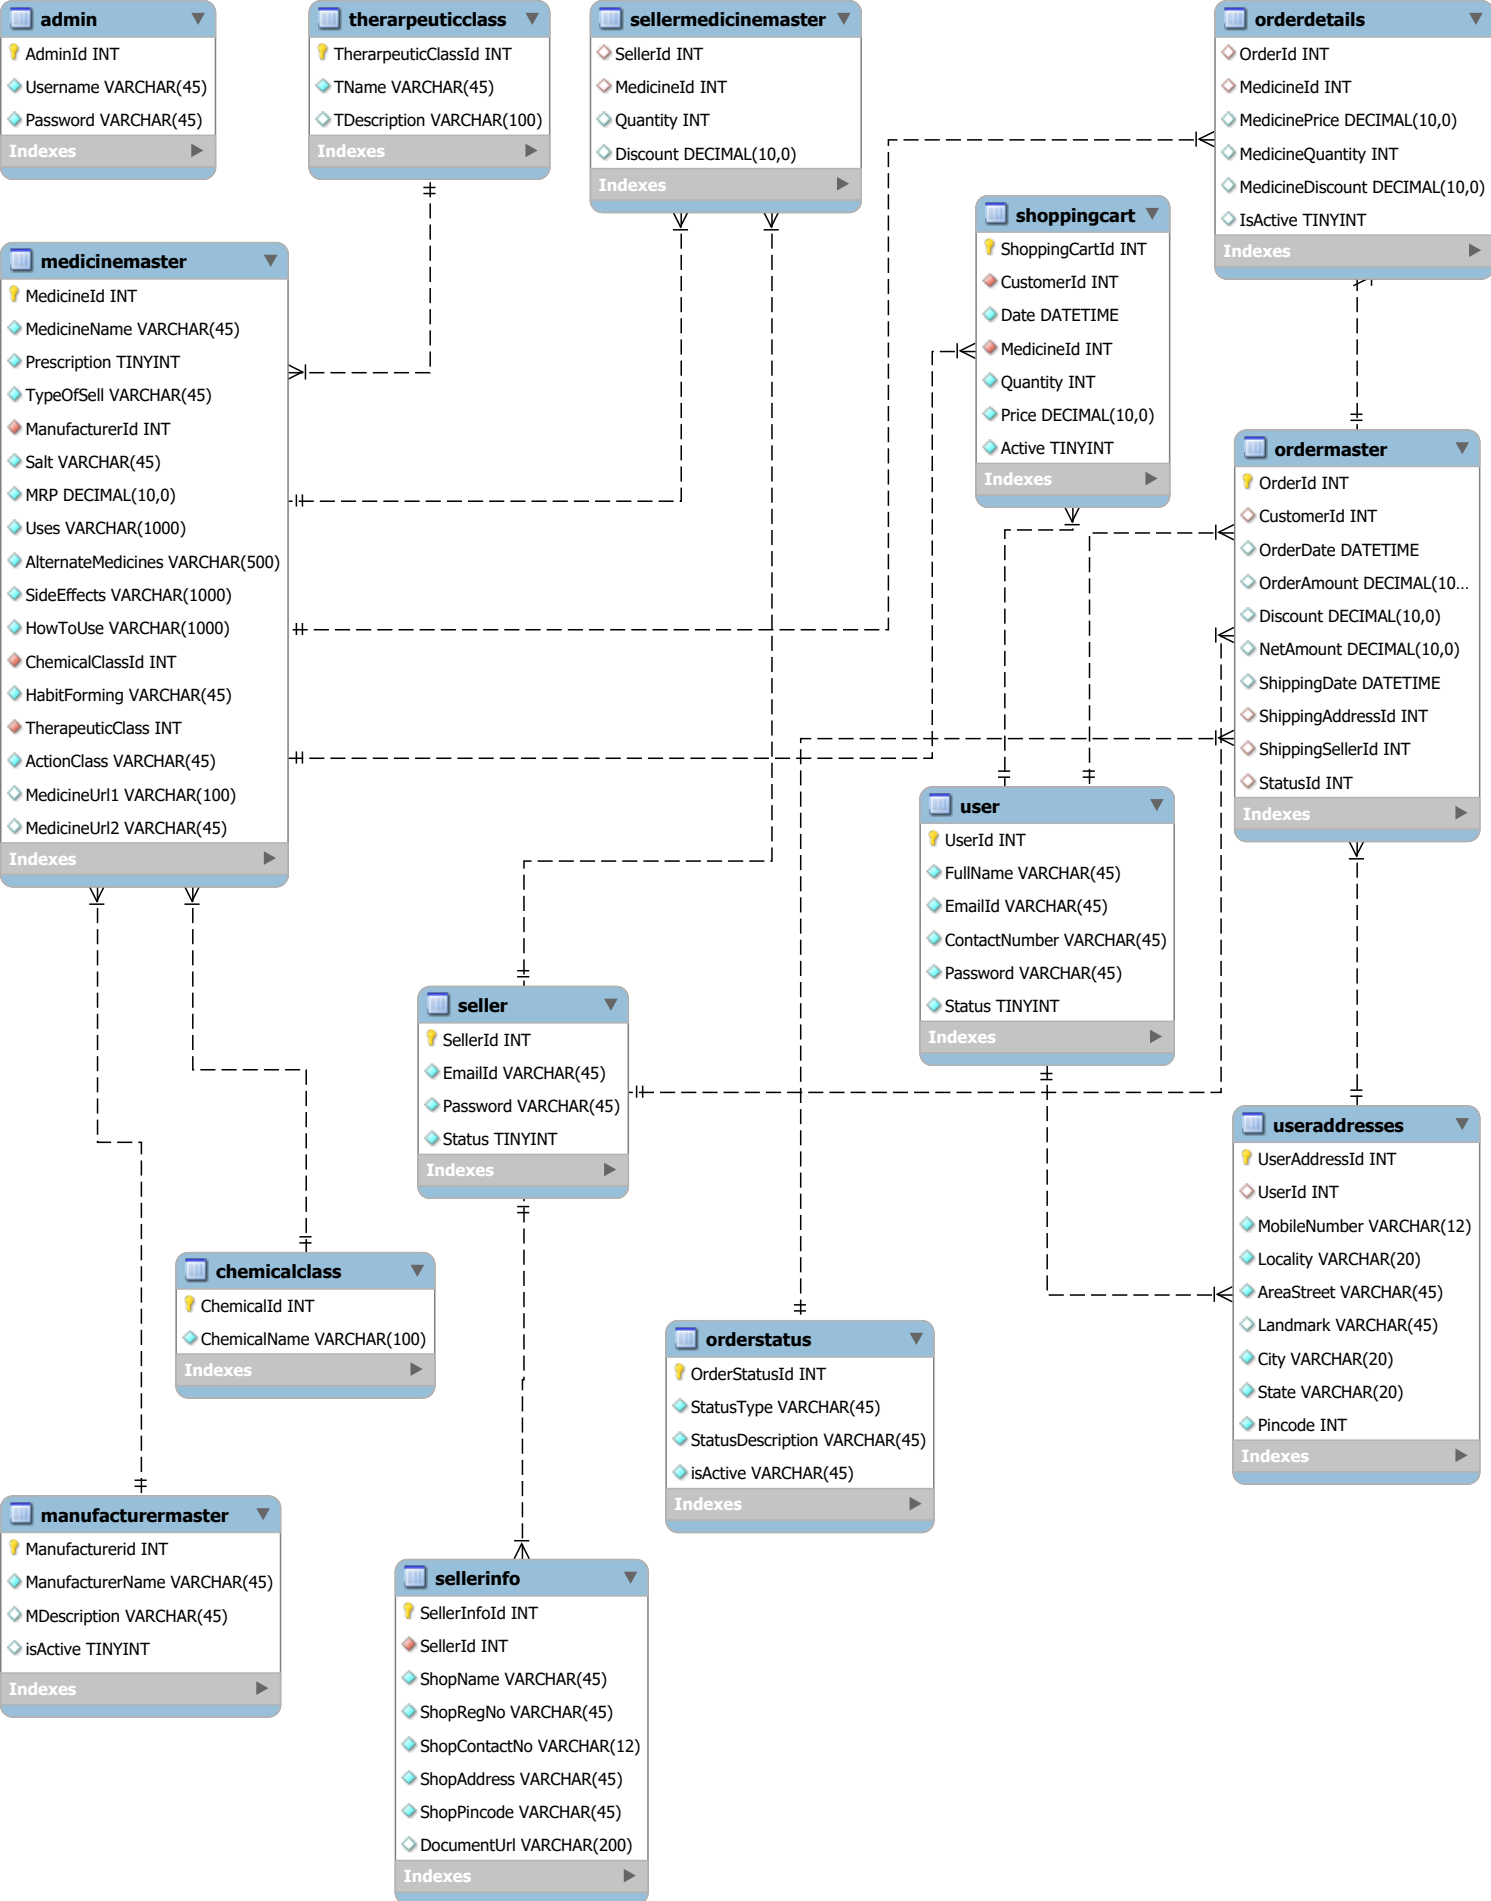 admin
AdminId INT
Username VARCHAR(45)
Password VARCHAR(45)
Indexes
therarpeuticclass
TherarpeuticClassId INT
TName VARCHAR(45)
TDescription VARCHAR(100)
Indexes
sellermedicinemaster
SellerId INT
MedicineId INT
Quantity INT
Discount DECIMAL(10,0)
Indexes
orderdetails
OrderId INT
MedicineId INT
MedicinePrice DECIMAL(10,0)
MedicineQuantity INT
MedicineDiscount DECIMAL(10,0)
IsActive TINYINT
Indexes
shoppingcart
ShoppingCartId INT
CustomerId INT
Date DATETIME
MedicineId INT
Quantity INT
Price DECIMAL(10,0)
Active TINYINT
Indexes
medicinemaster
MedicineId INT
MedicineName VARCHAR(45)
Prescription TINYINT
TypeOfSell VARCHAR(45)
ManufacturerId INT
Salt VARCHAR(45)
MRP DECIMAL(10,0)
Uses VARCHAR(1000)
AlternateMedicines VARCHAR(500)
SideEffects VARCHAR(1000)
HowToUse VARCHAR(1000)
ChemicalClassId INT
HabitForming VARCHAR(45)
TherapeuticClass INT
ActionClass VARCHAR(45)
MedicineUrl1 VARCHAR(100)
MedicineUrl2 VARCHAR(45)
Indexes
ordermaster
OrderId INT
CustomerId INT
OrderDate DATETIME
OrderAmount DECIMAL(10...
Discount DECIMAL(10,0)
NetAmount DECIMAL(10,0)
ShippingDate DATETIME
ShippingAddressId INT
ShippingSellerId INT
StatusId INT
Indexes
user
UserId INT
FullName VARCHAR(45)
EmailId VARCHAR(45)
ContactNumber VARCHAR(45)
Password VARCHAR(45)
Status TINYINT
Indexes
seller
SellerId INT
EmailId VARCHAR(45)
Password VARCHAR(45)
Status TINYINT
Indexes
useraddresses
UserAddressId INT
UserId INT
MobileNumber VARCHAR(12)
Locality VARCHAR(20)
AreaStreet VARCHAR(45)
Landmark VARCHAR(45)
City VARCHAR(20)
State VARCHAR(20)
Pincode INT
Indexes
chemicalclass
ChemicalId INT
ChemicalName VARCHAR(100)
Indexes
orderstatus
OrderStatusId INT
StatusType VARCHAR(45)
StatusDescription VARCHAR(45)
isActive VARCHAR(45)
Indexes
manufacturermaster
Manufacturerid INT
ManufacturerName VARCHAR(45)
MDescription VARCHAR(45)
isActive TINYINT
Indexes
sellerinfo
SellerInfoId INT
SellerId INT
ShopName VARCHAR(45)
ShopRegNo VARCHAR(45)
ShopContactNo VARCHAR(12)
ShopAddress VARCHAR(45)
ShopPincode VARCHAR(45)
DocumentUrl VARCHAR(200)
Indexes